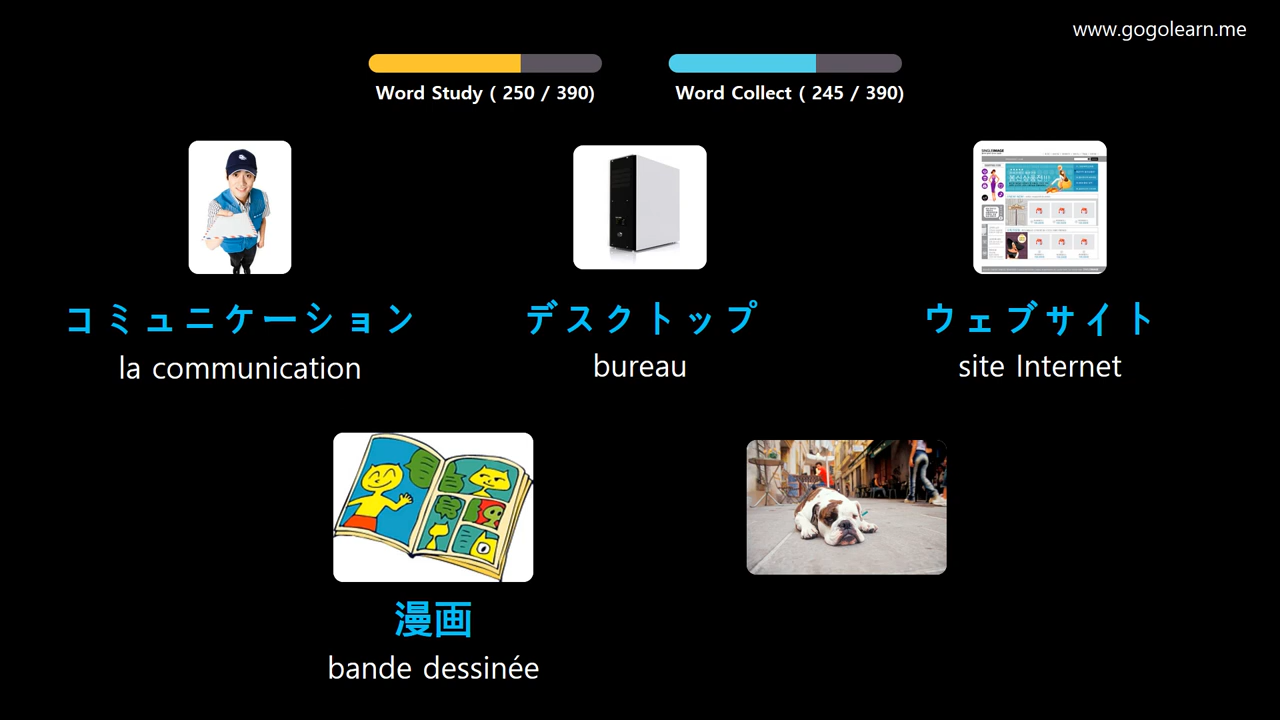 www.gogolearn.me
Word Study ( 250 / 390)
Word Collect ( 245 / 390)
コミュニケーション
デスクトップ
ウェブサイト
la communication
bureau
site Internet
漫画
bande dessinée